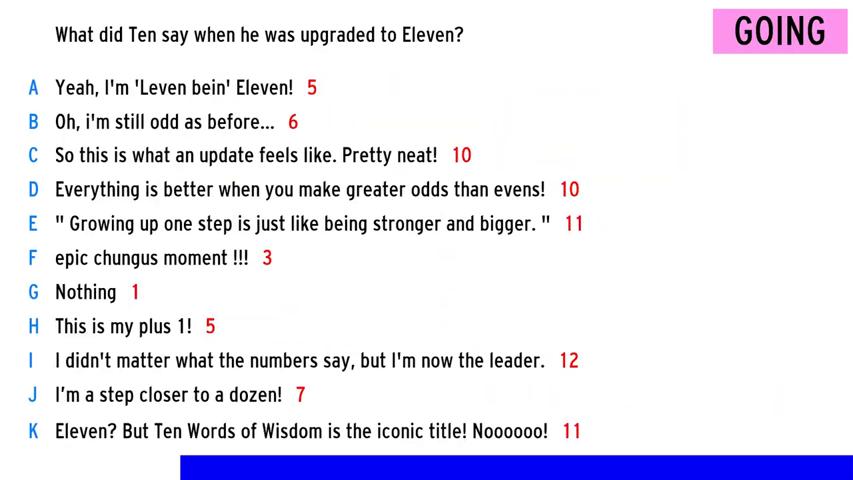 What did Ten say when he was upgraded to Eleven?
GOING
A Yeah, I'm 'Leven bein' Eleven! 5
B Oh, i'm still odd as before... 6
C So this is what an update feels like. Pretty neat! 10
D Everything is better when you make greater odds than evens! 10
E " Growing up one step is just like being stronger and bigger. " 11
F epic chungus moment !!! 3
G Nothing 1
H This is my plus 1! 5
I I didn't matter what the numbers say, but I'm now the leader. 12
J I’m a step closer to a dozen! 7
K Eleven? But Ten Words of Wisdom is the iconic title! Noooooo! 11